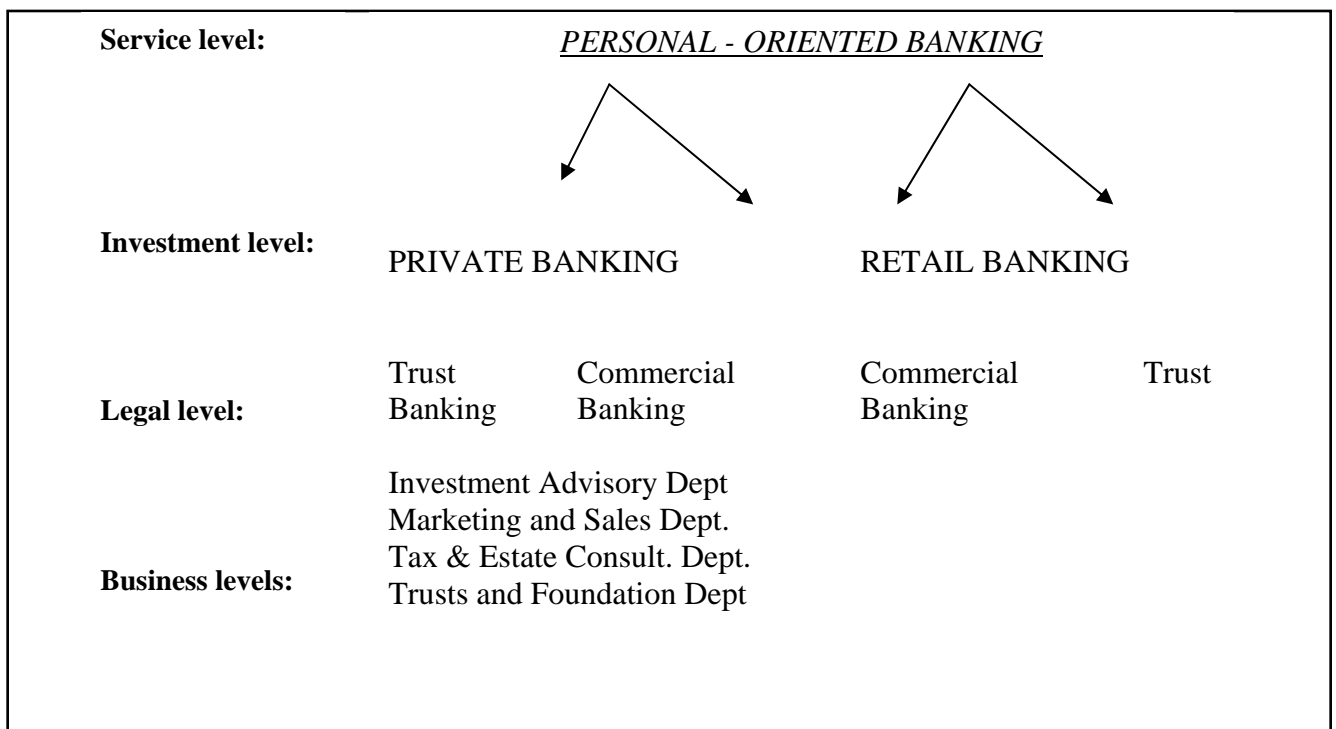 Service level: PERSONAL - ORIENTED BANKING
Investment level:
PRIVATE BANKING RETAIL BANKING
Trust Commercial Commercial Trust
Legal level: Banking Banking Banking
Investment Advisory Dept
Marketing and Sales Dept.
Tax & Estate Consult. Dept.
Business levels:
Trusts and Foundation Dept